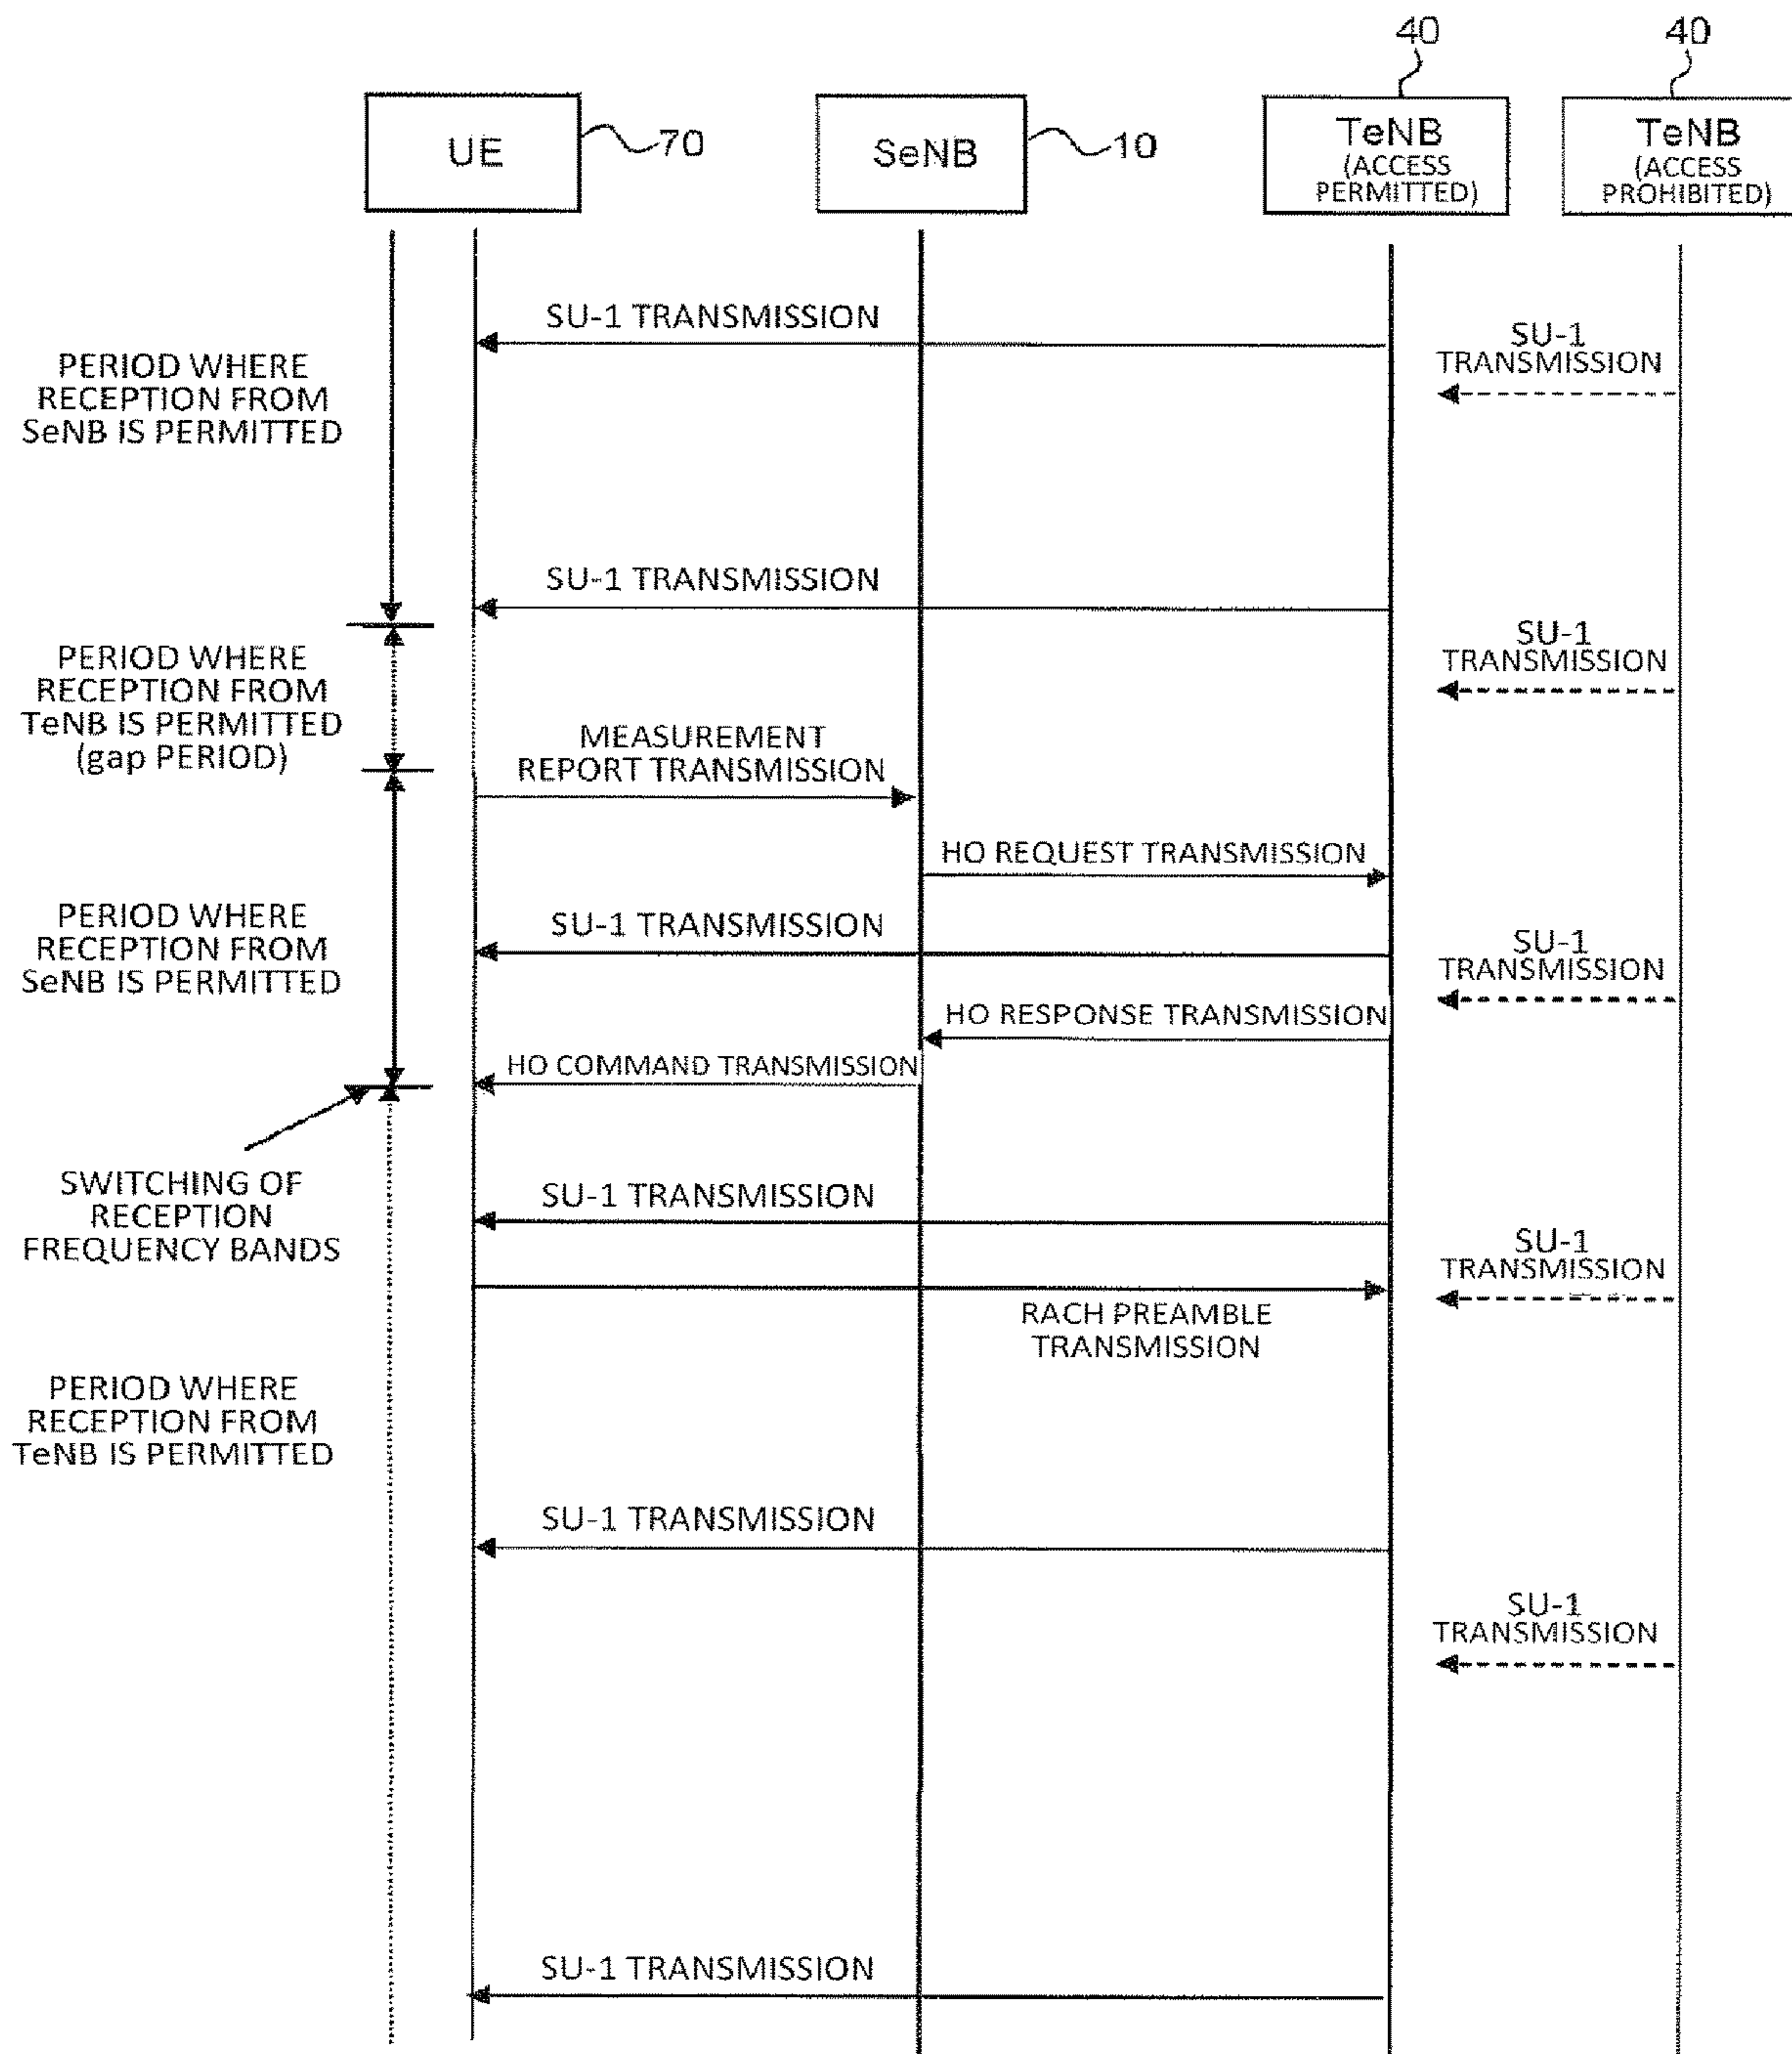 40
40
UE
70
SeNB
10
TeNB
(ACCESS
PERMITTED)
TeNB
(ACCESS
PROHIBITED)
SU-1 TRANSMISSION
SU-1
TRANSMISSION
PERIOD WHERE
RECEPTION FROM
SeNB IS PERMITTED
SU-1 TRANSMISSION
SU-1
TRANSMISSION
PERIOD WHERE
RECEPTION FROM
TeNB IS PERMITTED
(gap PERIOD)
MEASUREMENT
REPORT TRANSMISSION
HO REQUEST TRANSMISSION
PERIOD WHERE
RECEPTION FROM
SeNB IS PERMITTED
SU-1 TRANSMISSION
SU-1
TRANSMISSION
HO RESPONSE TRANSMISSION
HO COMMAND TRANSMISSION
SWITCHING OF
RECEPTION
FREQUENCY BANDS
SU-1 TRANSMISSION
SU-1
TRANSMISSION
RACH PREAMBLE
TRANSMISSION
PERIOD WHERE
RECEPTION FROM
TeNB IS PERMITTED
SU-1 TRANSMISSION
SU-1
TRANSMISSION
SU-1 TRANSMISSION